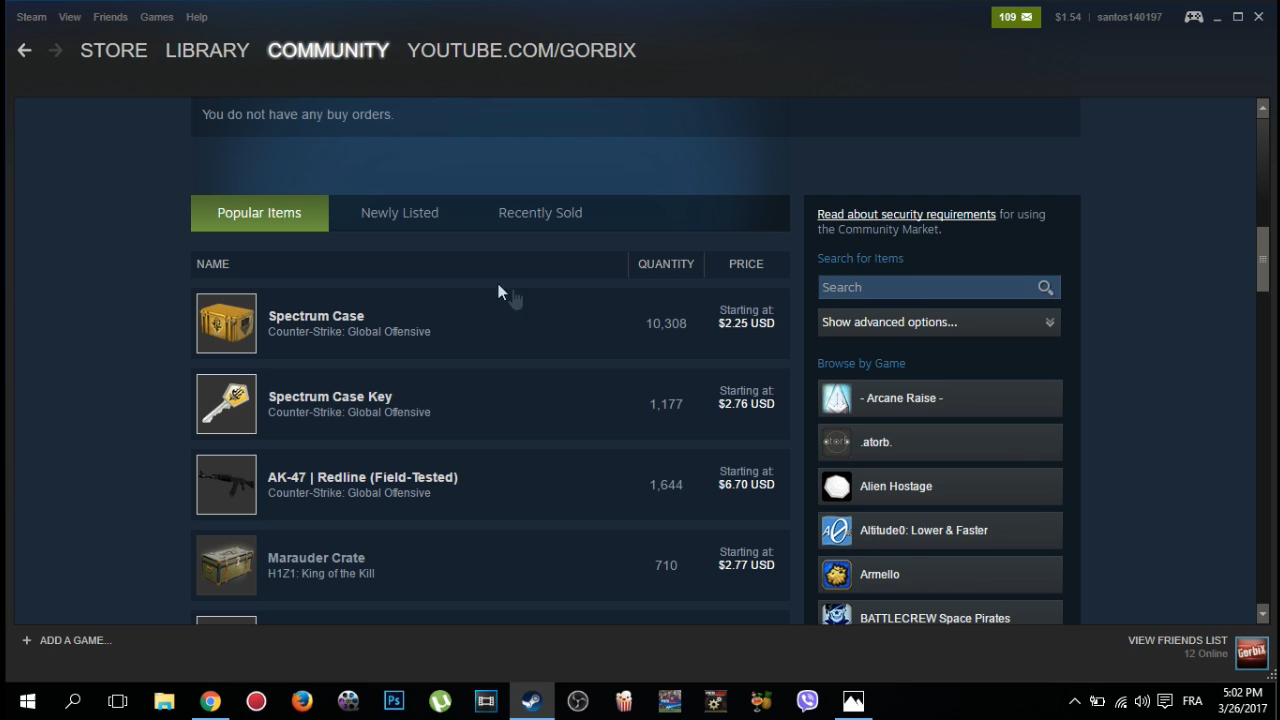 Steam View Friends Games Help
109 $1.54 santos140197
STORE LIBRARY COMMUNITY YOUTUBE.COM/GORBIX
You do not have any buy orders.
Popular Items Newly Listed Recently Sold
NAME QUANTITY PRICE
Spectrum Case
Counter-Strike: Global Offensive
10,308
Starting at:
$2.25 USD
Spectrum Case Key
Counter-Strike: Global Offensive
1,177
Starting at:
$2.76 USD
AK-47 | Redline (Field-Tested)
Counter-Strike: Global Offensive
1,644
Starting at:
$6.70 USD
Marauder Crate
H1Z1: King of the Kill
710
Starting at:
$2.77 USD
Read about security requirements for using
the Community Market.
Search for Items
Search
Show advanced options...
Browse by Game
- Arcane Raise -
.atorb.
Alien Hostage
Altitude0: Lower & Faster
Armello
BATTLECREW Space Pirates
+ ADD A GAME...
VIEW FRIENDS LIST
12 Online
GorbiX
Ps
FRA
5:02 PM
3/26/2017